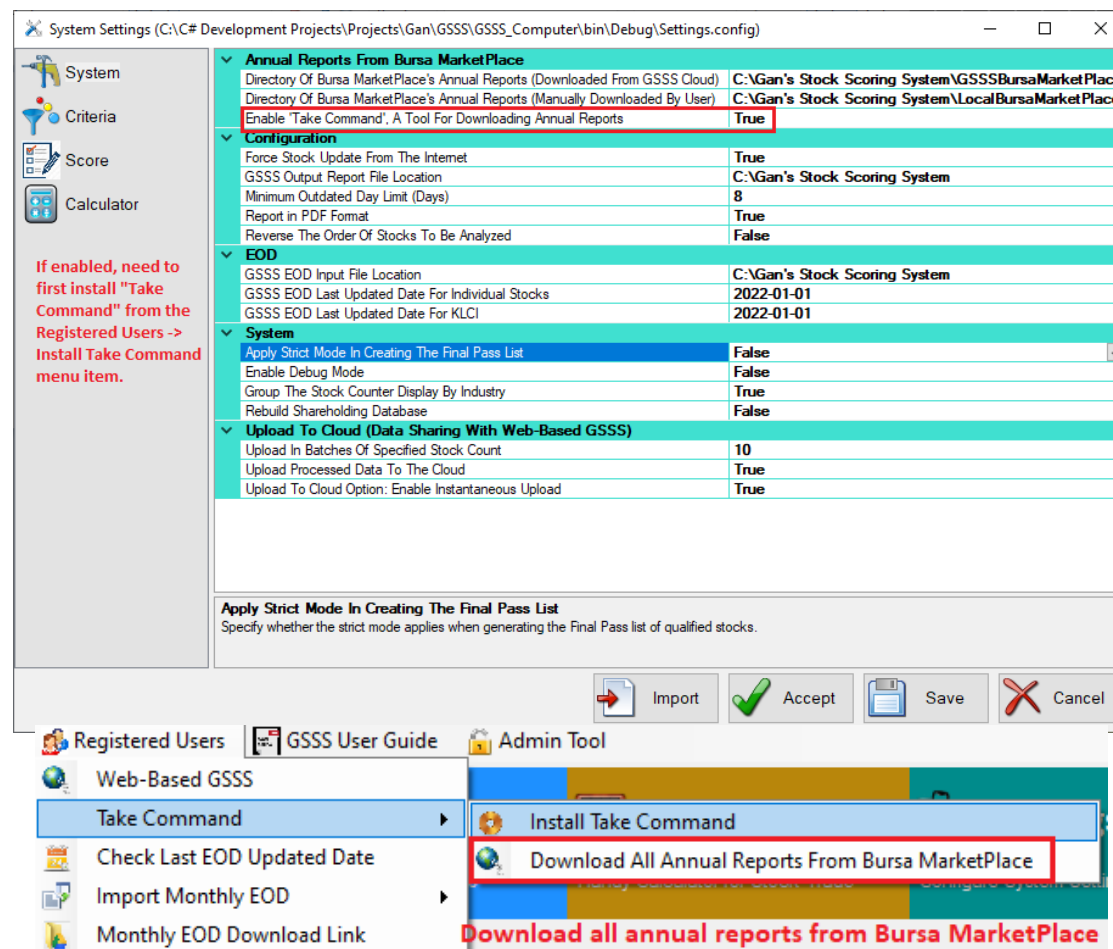 System Settings (C:\C# Development Projects\Projects\Gan\GSSS\GSSS_Computer\bin\Debug\Settings.config)
System
Criteria
Score
Calculator
If enabled, need to
first install "Take
Command" from the
Registered Users ->
Install Take Command
menu item.
Annual Reports From Bursa MarketPlace
Directory Of Bursa MarketPlace's Annual Reports (Downloaded From GSSS Cloud) C:\Gan's Stock Scoring System\GSSSBursaMarketPlac
Directory Of Bursa MarketPlace's Annual Reports (Manually Downloaded By User) C:\Gan's Stock Scoring System\LocalBursaMarketPlace
Enable 'Take Command', A Tool For Downloading Annual Reports True
Configuration
Force Stock Update From The Internet True
GSSS Output Report File Location C:\Gan's Stock Scoring System
Minimum Outdated Day Limit (Days) 8
Report in PDF Format True
Reverse The Order Of Stocks To Be Analyzed False
EOD
GSSS EOD Input File Location C:\Gan's Stock Scoring System
GSSS EOD Last Updated Date For Individual Stocks 2022-01-01
GSSS EOD Last Updated Date For KLCI 2022-01-01
System
Apply Strict Mode In Creating The Final Pass List False
Enable Debug Mode False
Group The Stock Counter Display By Industry True
Rebuild Shareholding Database False
Upload To Cloud (Data Sharing With Web-Based GSSS)
Upload In Batches Of Specified Stock Count 10
Upload Processed Data To The Cloud True
Upload To Cloud Option: Enable Instantaneous Upload True
Apply Strict Mode In Creating The Final Pass List
Specify whether the strict mode applies when generating the Final Pass list of qualified stocks.
Import Accept Save Cancel
Registered Users GSSS User Guide Admin Tool
Web-Based GSSS
Take Command Install Take Command
Check Last EOD Updated Date Download All Annual Reports From Bursa MarketPlace
Import Monthly EOD
Monthly EOD Download Link Download all annual reports from Bursa MarketPlace